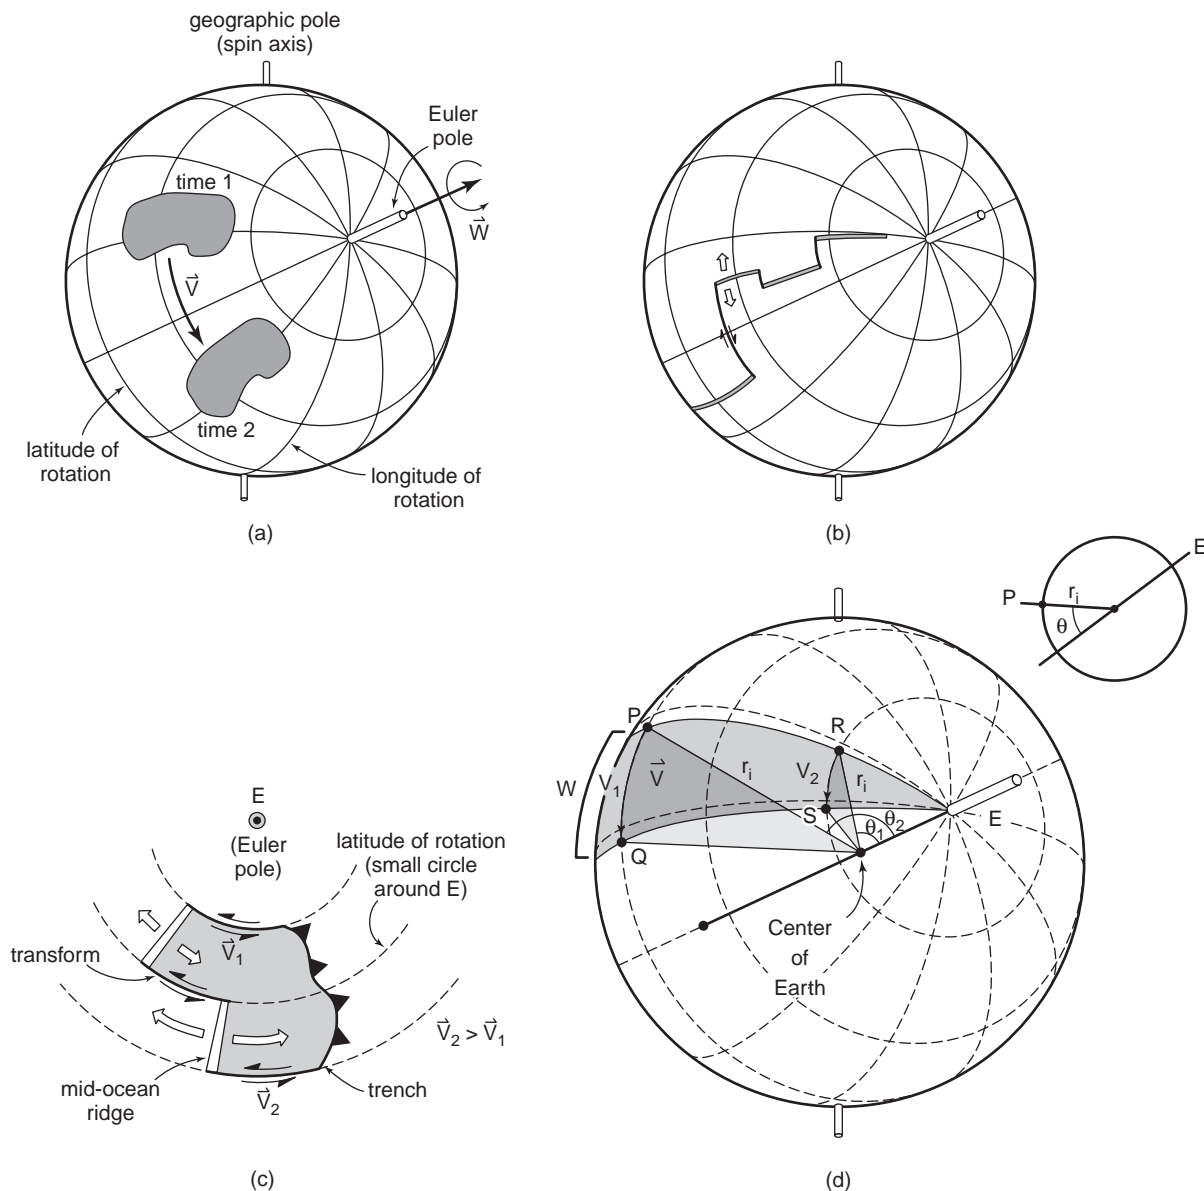 geographic pole
(spin axis)
Euler
pole
time 1
W
V
time 2
latitude of
rotation
longitude of
rotation
(a)
(b)
E
(Euler
pole)
latitude of rotation
(small circle
around E)
transform
V1
V2 > V1
mid-ocean
ridge
V2
trench
(c)
E
P
ri
θ
P
R
W
V1
V
ri
V2
ri
S
θ1
θ2
E
Q
Center
of
Earth
(d)